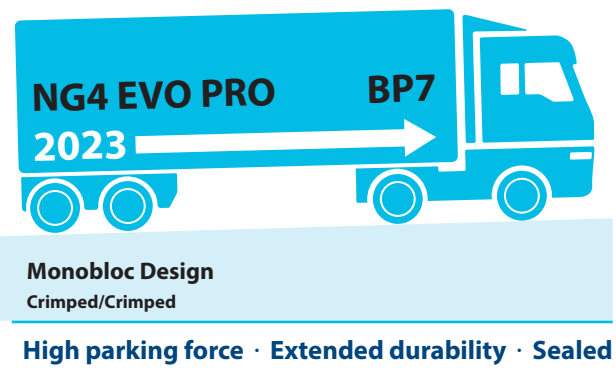 NG4 EVO PRO BP7
2023
Monobloc Design
Crimped/Crimped
High parking force · Extended durability · Sealed